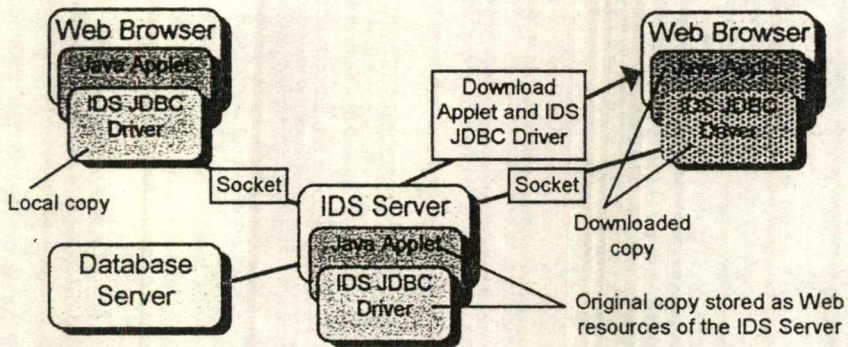 Web Browser
Java Applet
IDS JDBC
Driver
Local copy
Socket
Download
Applet and IDS
JDBC Driver
Web Browser
Java Applet
IDS JDBC
Driver
Socket
Downloaded
copy
IDS Server
Java Applet
IDS JDBC
Driver
Database
Server
Original copy stored as Web
resources of the IDS Server